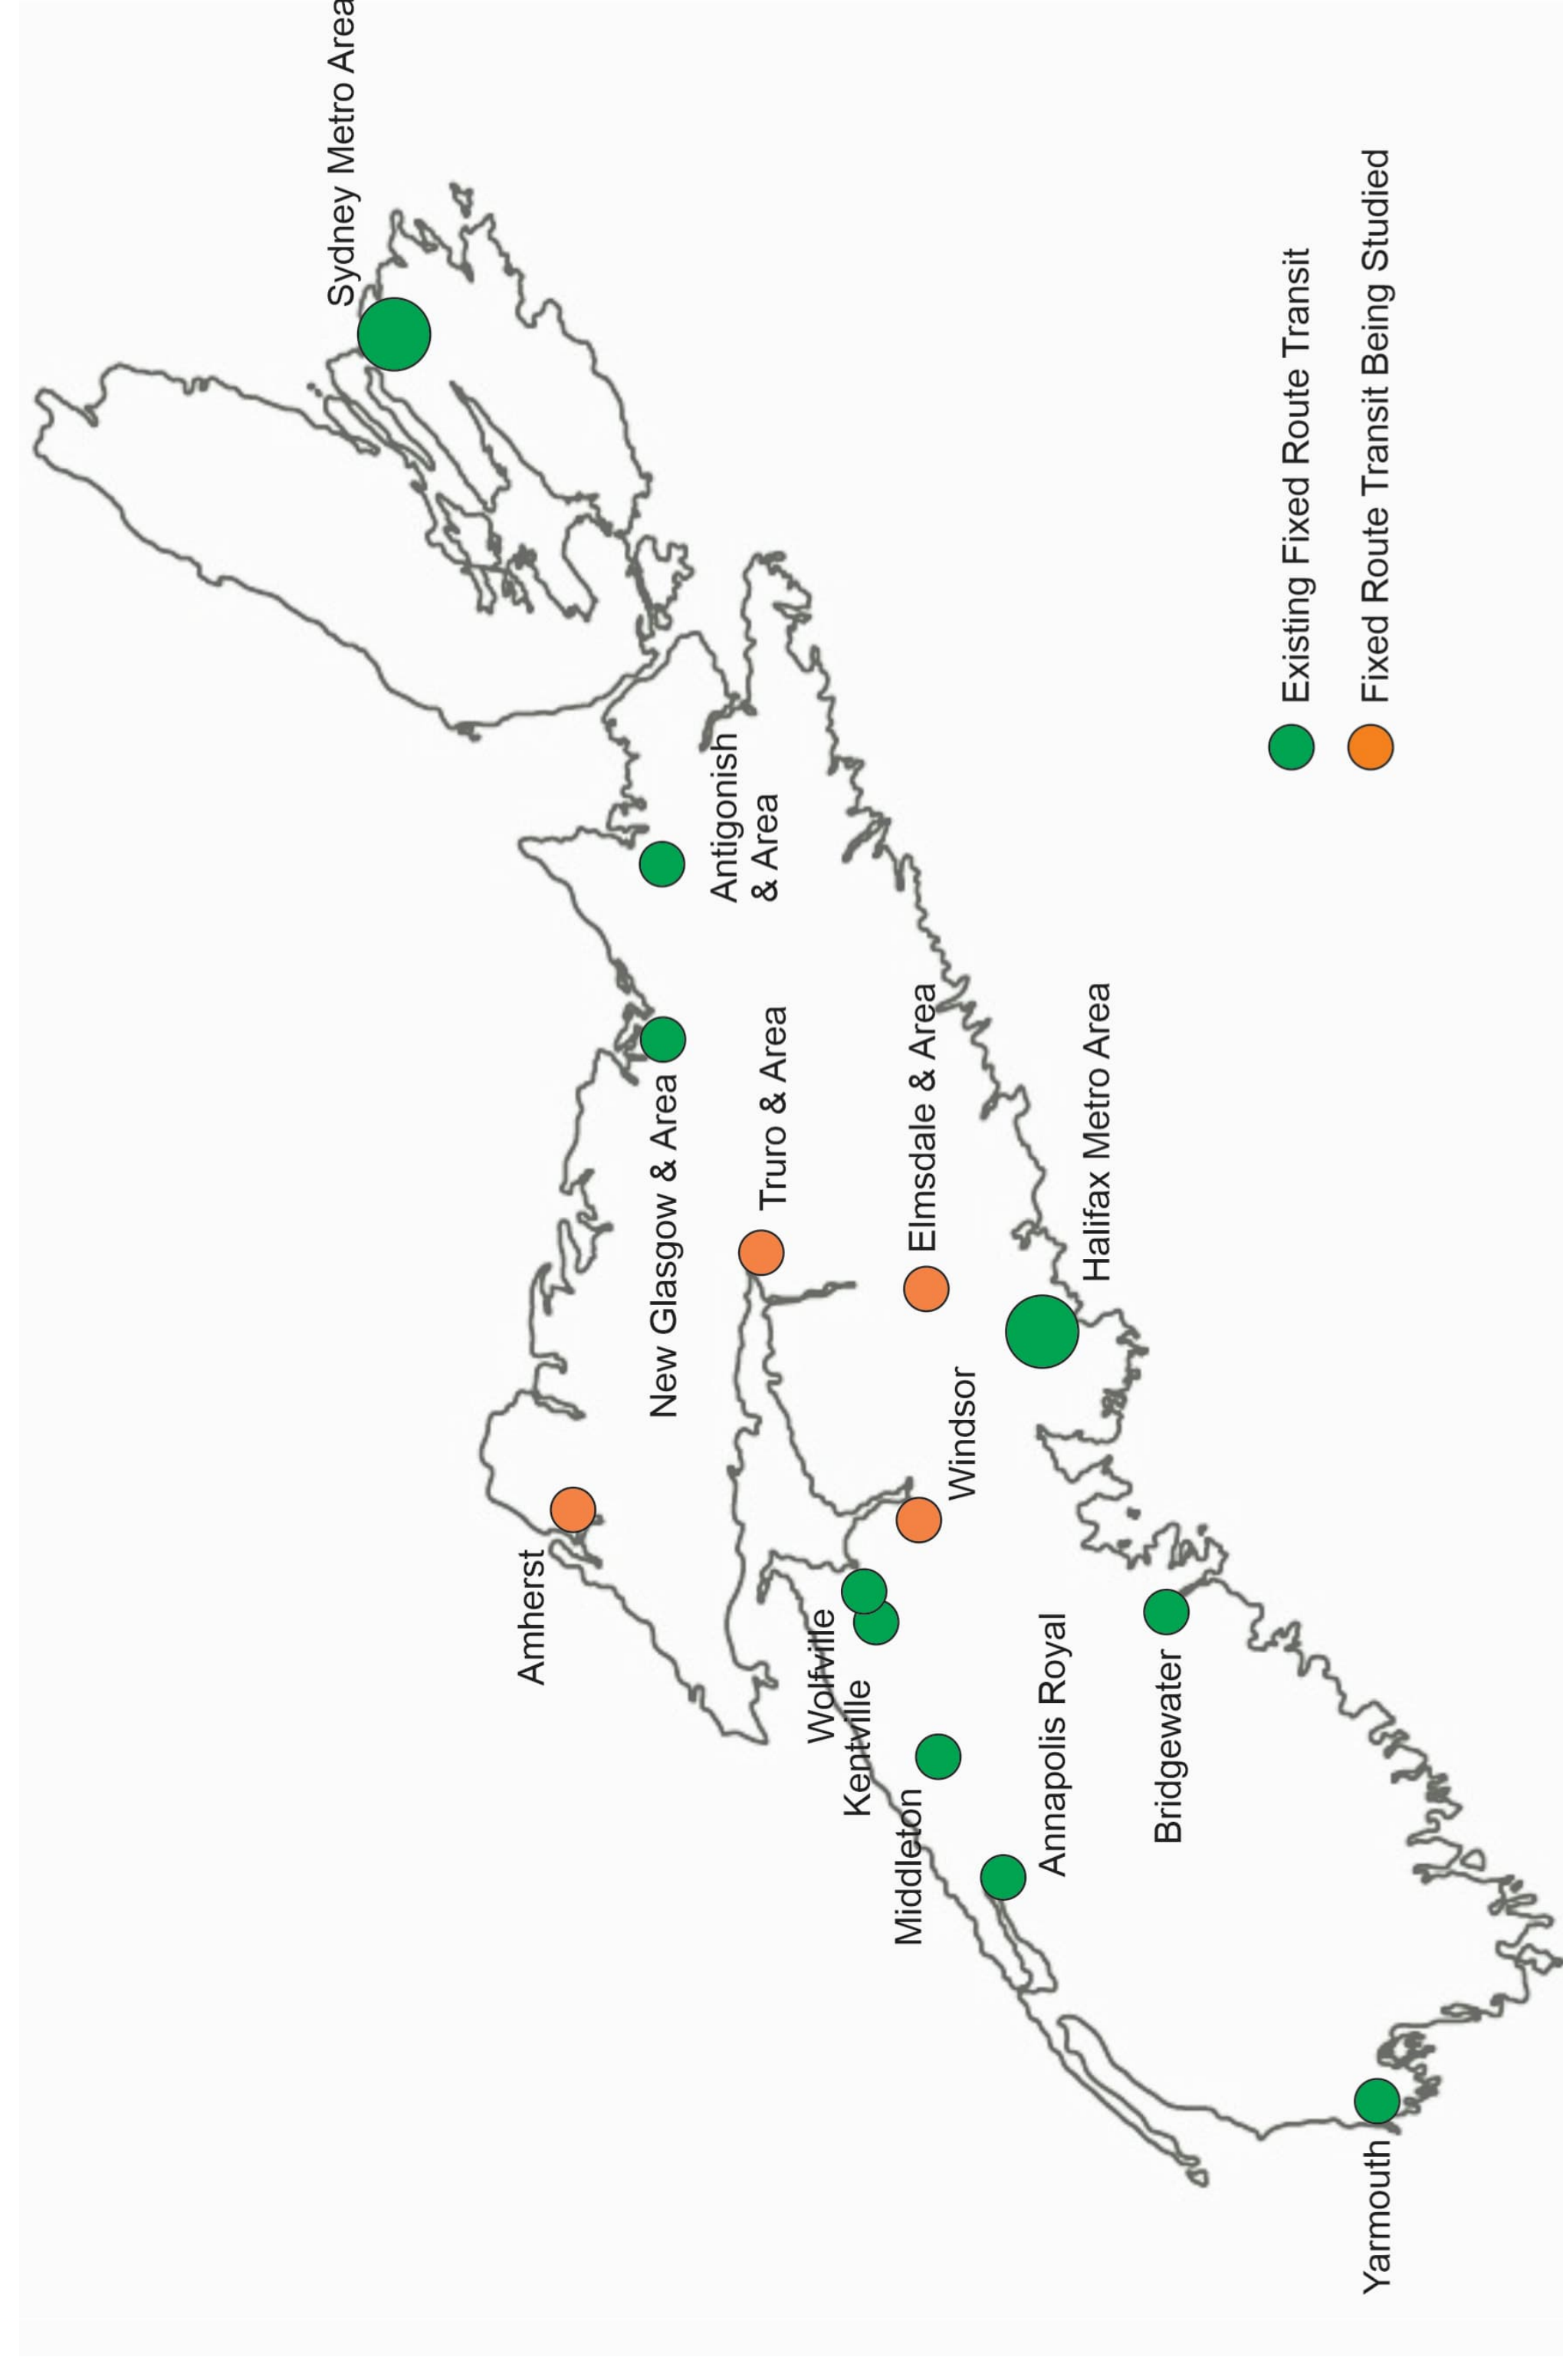 Sydney Metro Area
Antigonish
& Area
New Glasgow & Area
Truro & Area
Elmsdale & Area
Halifax Metro Area
Amherst
Windsor
Wolfville
Kentville
Middleton
Annapolis Royal
Bridgewater
Yarmouth
Existing Fixed Route Transit
Fixed Route Transit Being Studied